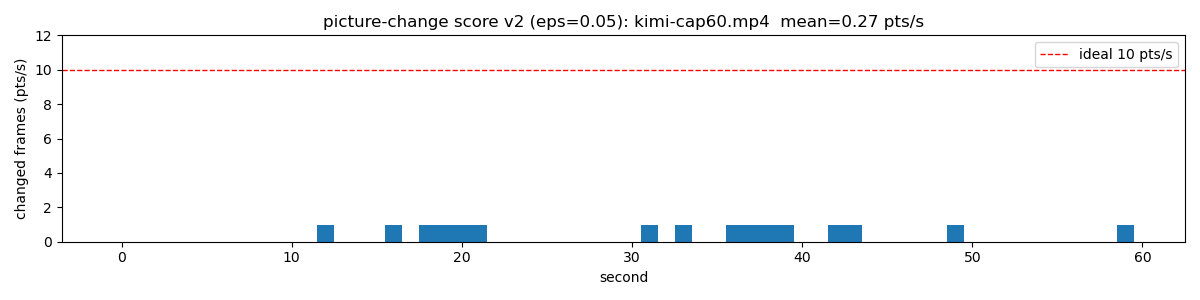 picture-change score v2 (eps=0.05): kimi-cap60.mp4  mean=0.27 pts/s
ideal 10 pts/s
changed frames (pts/s)
12
10
8
6
4
2
0
0 10 20 30 40 50 60
second